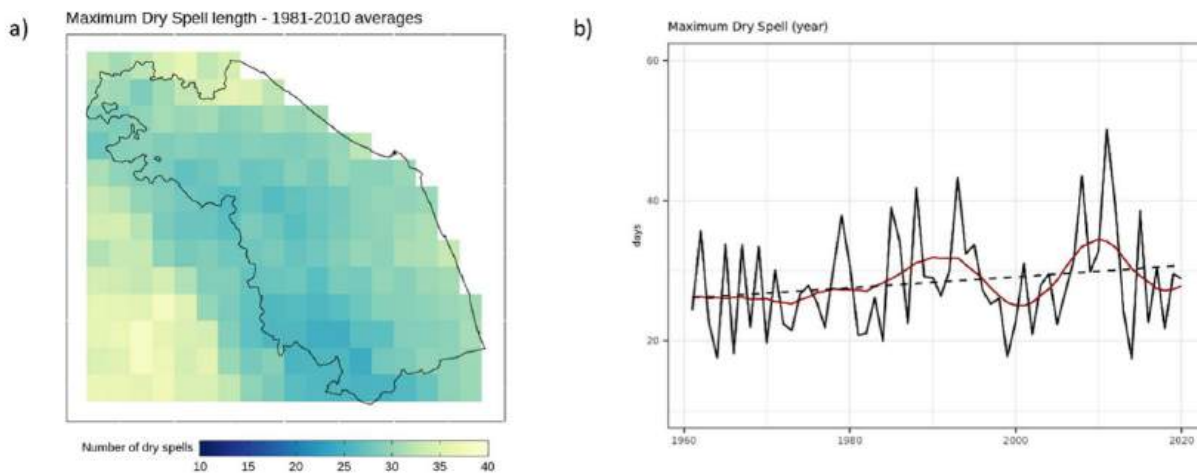 a)
Maximum Dry Spell length - 1981-2010 averages
Number of dry spells
10 15 20 25 30 35 40
b)
Maximum Dry Spell (year)
60
40
20
days
1960 1980 2000 2020